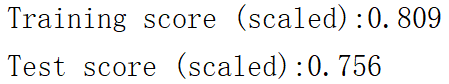 Training score (scaled):0.809
Test score (scaled):0.756